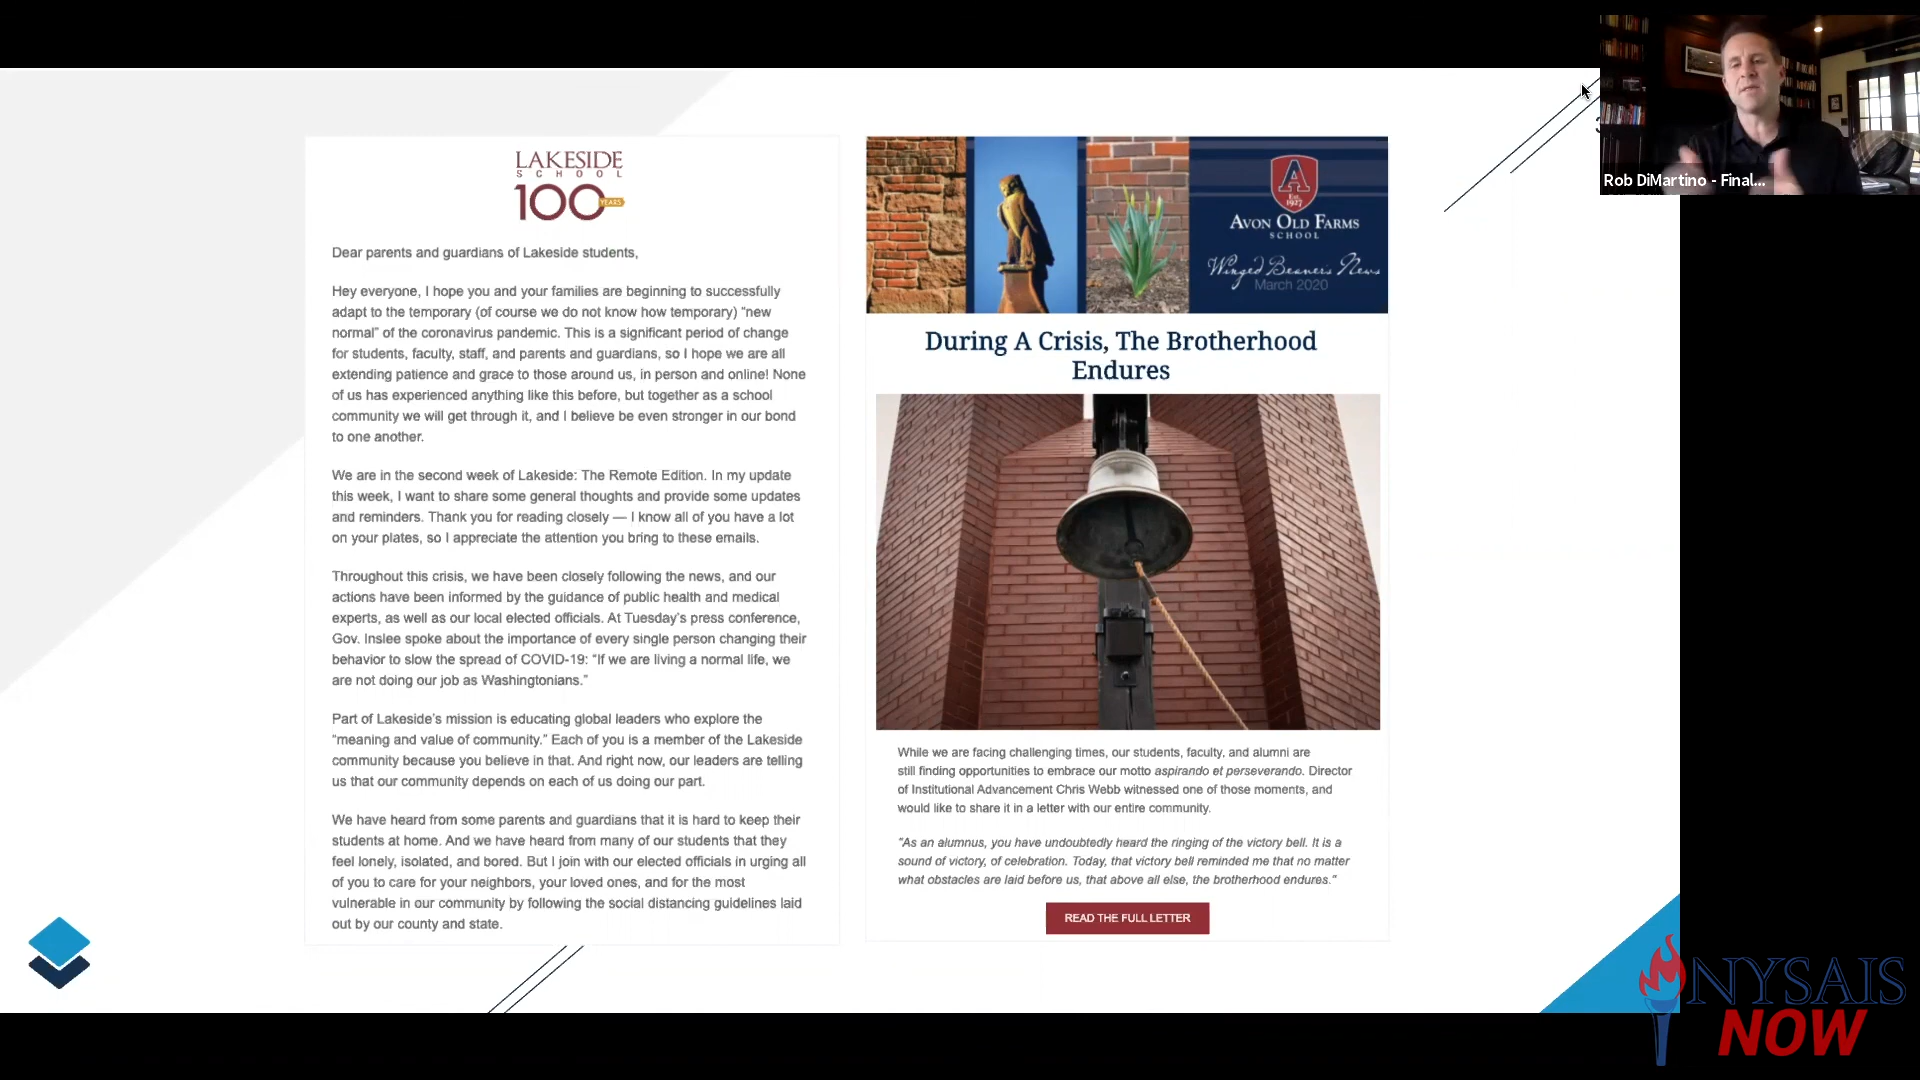 LAKESIDE
SCHOOL
100 YEARS
Dear parents and guardians of Lakeside students,
Hey everyone, I hope you and your families are beginning to successfully
adapt to the temporary (of course we do not know how temporary) “new
normal” of the coronavirus pandemic. This is a significant period of change
for students, faculty, staff, and parents and guardians, so I hope we are all
extending patience and grace to those around us, in person and online! None
of us has experienced anything like this before, but together as a school
community we will get through it, and I believe be even stronger in our bond
to one another.
We are in the second week of Lakeside: The Remote Edition. In my update
this week, I want to share some general thoughts and provide some updates
and reminders. Thank you for reading closely — I know all of you have a lot
on your plates, so I appreciate the attention you bring to these emails.
Throughout this crisis, we have been closely following the news, and our
actions have been informed by the guidance of public health and medical
experts, as well as our local elected officials. At Tuesday’s press conference,
Gov. Inslee spoke about the importance of every single person changing their
behavior to slow the spread of COVID-19: “If we are living a normal life, we
are not doing our job as Washingtonians.”
Part of Lakeside’s mission is educating global leaders who explore the
“meaning and value of community.” Each of you is a member of the Lakeside
community because you believe in that. And right now, our leaders are telling
us that our community depends on each of us doing our part.
We have heard from some parents and guardians that it is hard to keep their
students at home. And we have heard from many of our students that they
feel lonely, isolated, and bored. But I join with our elected officials in urging all
of you to care for your neighbors, your loved ones, and for the most
vulnerable in our community by following the social distancing guidelines laid
out by our county and state.
A
Est.
1927
AVON OLD FARMS
SCHOOL
Winged Beaver's News
March 2020
During A Crisis, The Brotherhood
Endures
While we are facing challenging times, our students, faculty, and alumni are
still finding opportunities to embrace our motto aspirando et perseverando. Director
of Institutional Advancement Chris Webb witnessed one of those moments, and
would like to share it in a letter with our entire community.
"As an alumnus, you have undoubtedly heard the ringing of the victory bell. It is a
sound of victory, of celebration. Today, that victory bell reminded me that no matter
what obstacles are laid before us, that above all else, the brotherhood endures."
READ THE FULL LETTER
Rob DiMartino - Final...
NYSAIS
NOW